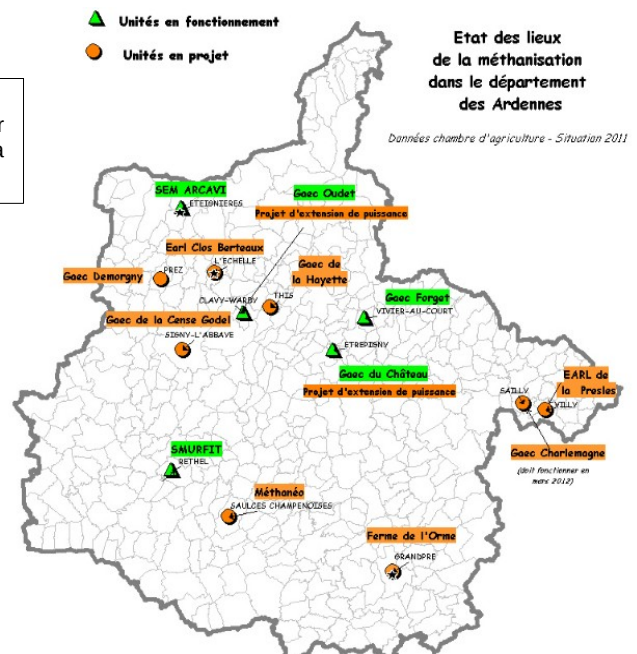 Unités en fonctionnement
Unités en projet
Etat des lieux
de la méthanisation
dans le département
des Ardennes
Données chambre d'agriculture - Situation 2011
r
a
SEM ARCAVI
ETEIGNIERES
Gaec Oudet
Projet d'extension de puissance
Earl Clos Berteaux
L'ECHELLE
Gaec de
la Hayette
Gaec Demorgny
PREZ
THIS
CLAVY-WARBY
Gaec Forget
VIVIER-AU-COURT
Gaec de la Cense Godel
SIGNY-L'ABBAYE
ETREPIGNY
Gaec du Château
Projet d'extension de puissance
EARL de
la Presles
SAILLY
VILLY
Gaec Charlemagne
(doit fonctionner en
mars 2012)
SMURFIT
RETHEL
Méthanéo
SAULCES CHAMPENOISES
Ferme de l'Orme
GRANDPRE